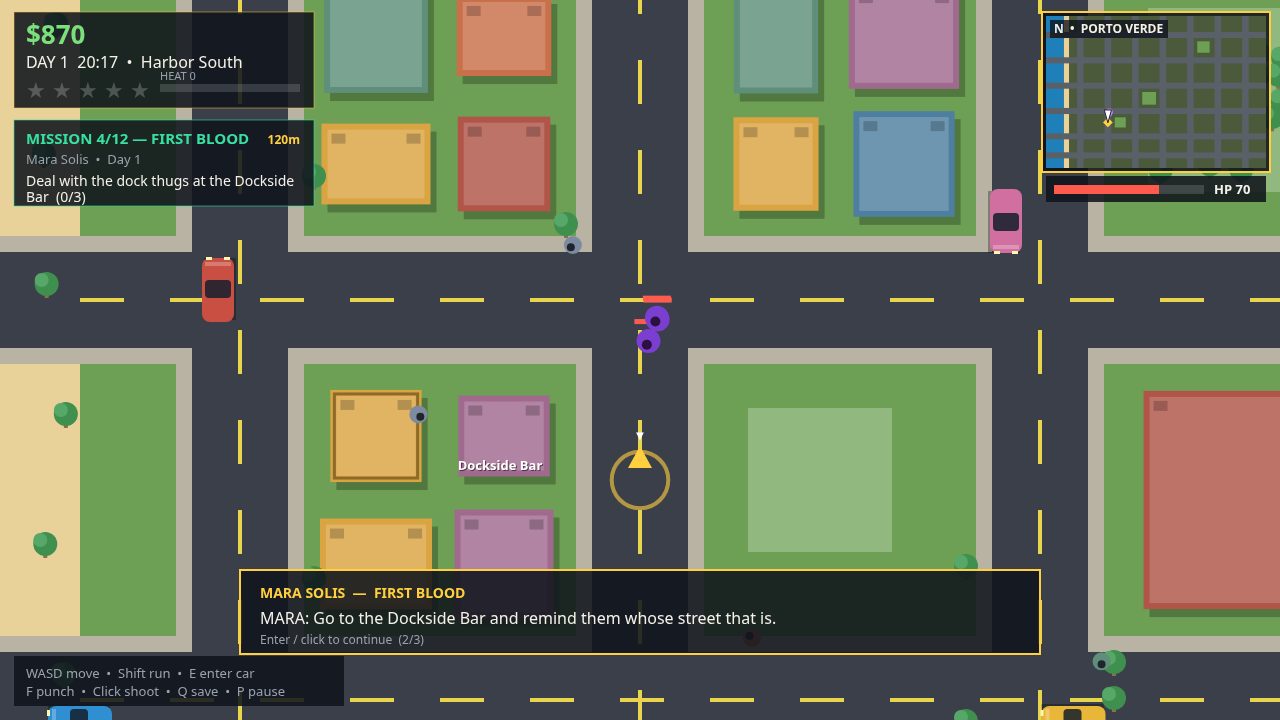 $870
DAY 1 20:17 • Harbor South
HEAT 0
MISSION 4/12 — FIRST BLOOD 120m
Mara Solis • Day 1
Deal with the dock thugs at the Dockside
Bar (0/3)
N • PORTO VERDE
HP 70
Dockside Bar
MARA SOLIS — FIRST BLOOD
MARA: Go to the Dockside Bar and remind them whose street that is.
Enter / click to continue (2/3)
WASD move • Shift run • E enter car
F punch • Click shoot • Q save • P pause